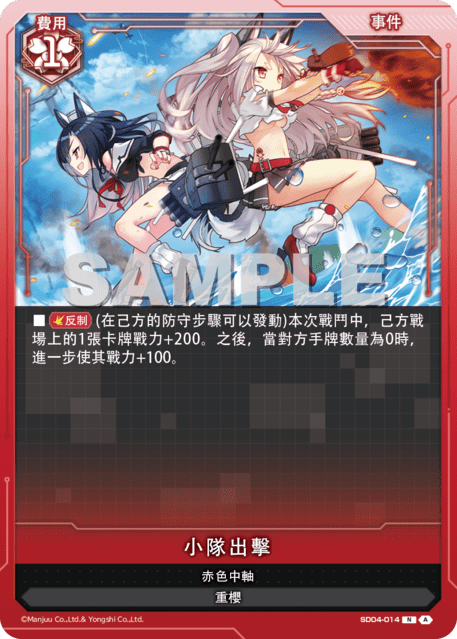 費用
事件
1
SAMPLE
■ 反制 (在己方的防守步驟可以發動)本次戰鬥中，己方戰
場上的1張卡牌戰力+200。之後，當對方手牌數量為0時，
進一步使其戰力+100。
小隊出擊
赤色中軸
重櫻
©Manjuu Co.,Ltd.& Yongshi Co.,Ltd. SDD4-014 N A